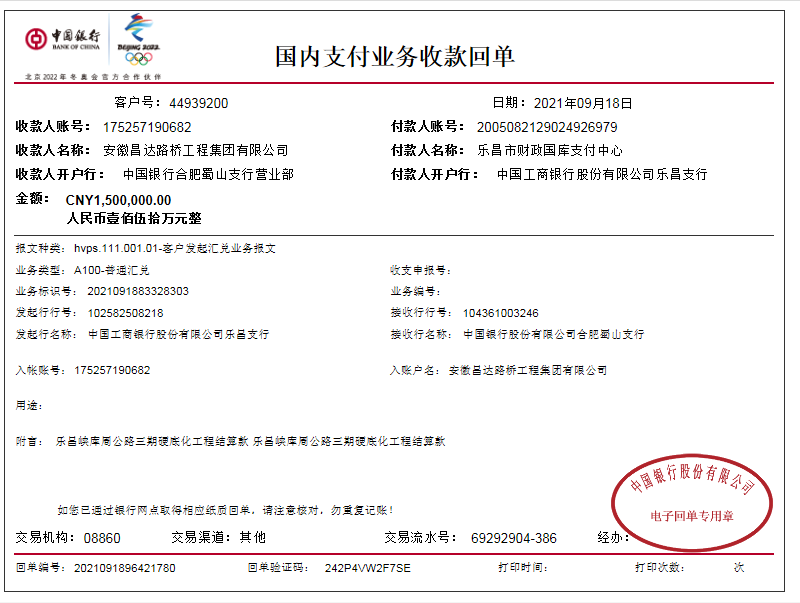 中国银行
BANK OF CHINA
BEIJING 2022
北京2022年冬奥会官方合作伙伴
国内支付业务收款回单
客户号：44939200 日期：2021年09月18日
收款人账号：175257190682 付款人账号：2005082129024926979
收款人名称：安徽昌达路桥工程集团有限公司 付款人名称：乐昌市财政国库支付中心
收款人开户行：中国银行合肥蜀山支行营业部 付款人开户行：中国工商银行股份有限公司乐昌支行
金额：CNY1,500,000.00
人民币壹佰伍拾万元整
报文种类：hvps.111.001.01-客户发起汇兑业务报文
业务类型：A100-普通汇兑 收支申报号：
业务标识号：2021091883328303 业务编号：
发起行行号：102582508218 接收行行号：104361003246
发起行名称：中国工商银行股份有限公司乐昌支行 接收行名称：中国银行股份有限公司合肥蜀山支行
入帐账号：175257190682 入账户名：安徽昌达路桥工程集团有限公司
用途：
附言：乐昌峡库周公路三期硬底化工程结算款 乐昌峡库周公路三期硬底化工程结算款
中国银行股份有限公司
电子回单专用章
如您已通过银行网点取得相应纸质回单，请注意核对，勿重复记账！
交易机构：08860 交易渠道：其他 交易流水号：69292904-386 经办：
回单编号：2021091896421780 回单验证码：242P4VW2F7SE 打印时间： 打印次数： 次